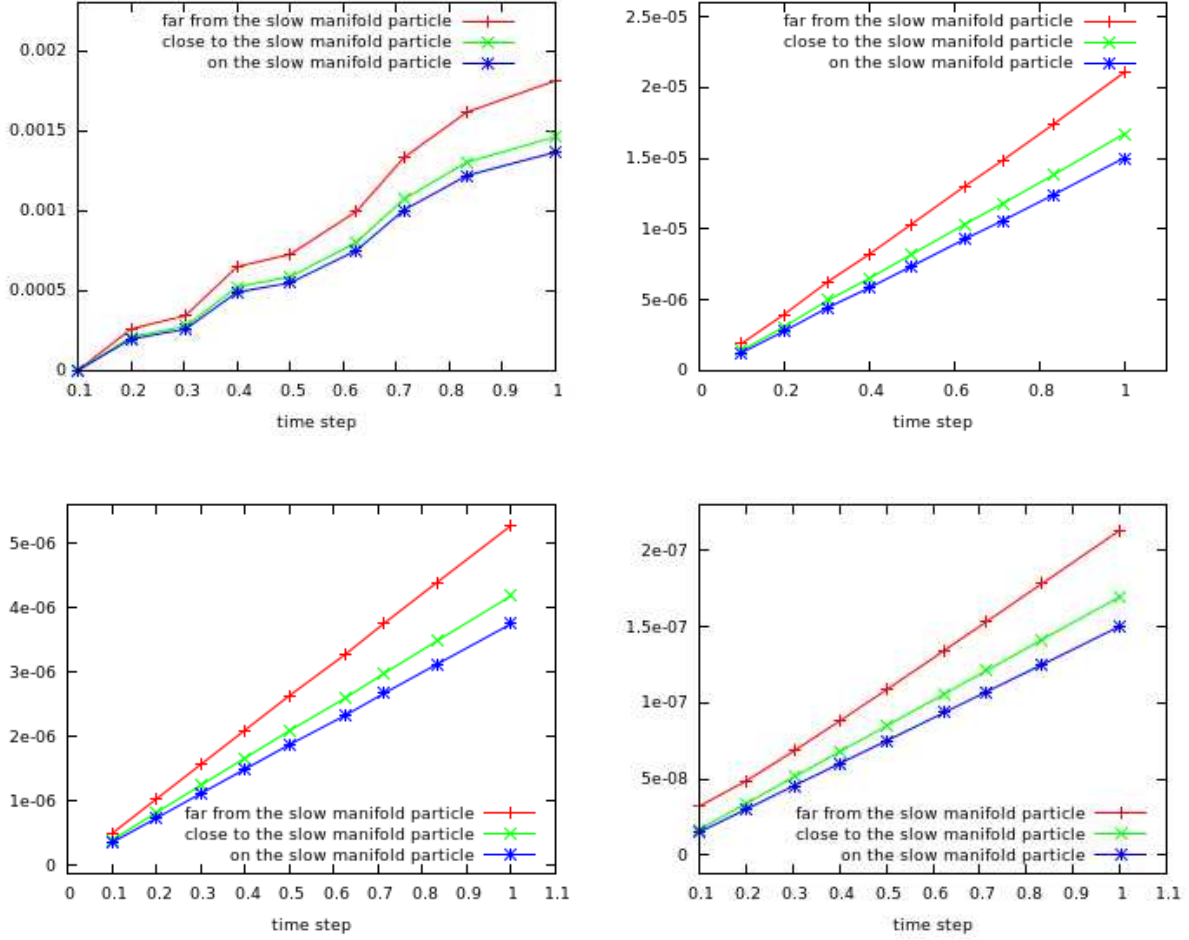 far from the slow manifold particle
close to the slow manifold particle
on the slow manifold particle
0.002
0.0015
0.001
0.0005
0
0.1 0.2 0.3 0.4 0.5 0.6 0.7 0.8 0.9 1
time step
2.5e-05
far from the slow manifold particle
close to the slow manifold particle
on the slow manifold particle
2e-05
1.5e-05
1e-05
5e-06
0
0 0.2 0.4 0.6 0.8 1
time step
5e-06
4e-06
3e-06
2e-06
1e-06
0
far from the slow manifold particle
close to the slow manifold particle
on the slow manifold particle
0 0.1 0.2 0.3 0.4 0.5 0.6 0.7 0.8 0.9 1 1.1
time step
2e-07
1.5e-07
1e-07
5e-08
0
far from the slow manifold particle
close to the slow manifold particle
on the slow manifold particle
0.1 0.2 0.3 0.4 0.5 0.6 0.7 0.8 0.9 1 1.1
time step